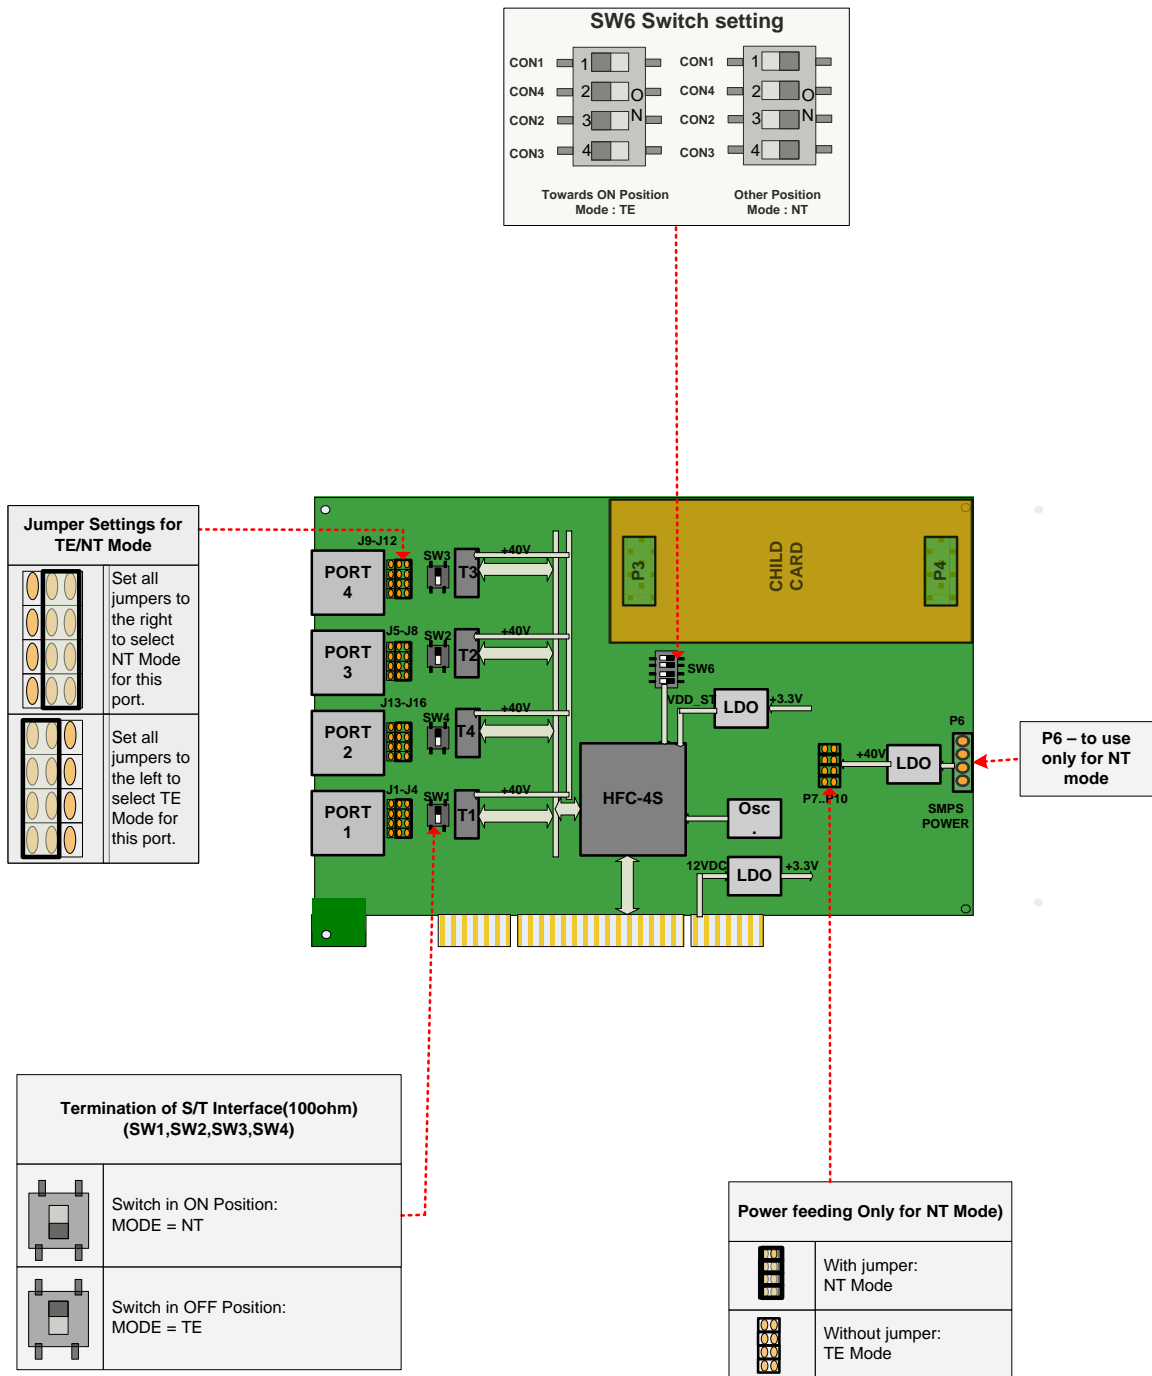 SW6 Switch setting
CON1
CON4
CON2
CON3
1
2
3
4
O
N
CON1
CON4
CON2
CON3
1
2
3
4
O
N
Towards ON Position
Mode : TE
Other Position
Mode : NT
Jumper Settings for
TE/NT Mode
Set all
jumpers to
the right
to select
NT Mode
for this
port.
Set all
jumpers to
the left to
select TE
Mode for
this port.
J9-J12
PORT
4
SW3
T3
+40V
J5-J8
PORT
3
SW2
T2
+40V
J13-J16
PORT
2
SW4
T4
+40V
J1-J4
PORT
1
SW1
T1
+40V
P3
CHILD
CARD
P4
SW6
VDD_ST
LDO
+3.3V
HFC-4S
Osc
.
12VDC
LDO
+3.3V
P7..P10
+40V
LDO
P6
SMPS
POWER
P6 – to use
only for NT
mode
Termination of S/T Interface(100ohm)
(SW1,SW2,SW3,SW4)
Switch in ON Position:
MODE = NT
Switch in OFF Position:
MODE = TE
Power feeding Only for NT Mode)
With jumper:
NT Mode
Without jumper:
TE Mode